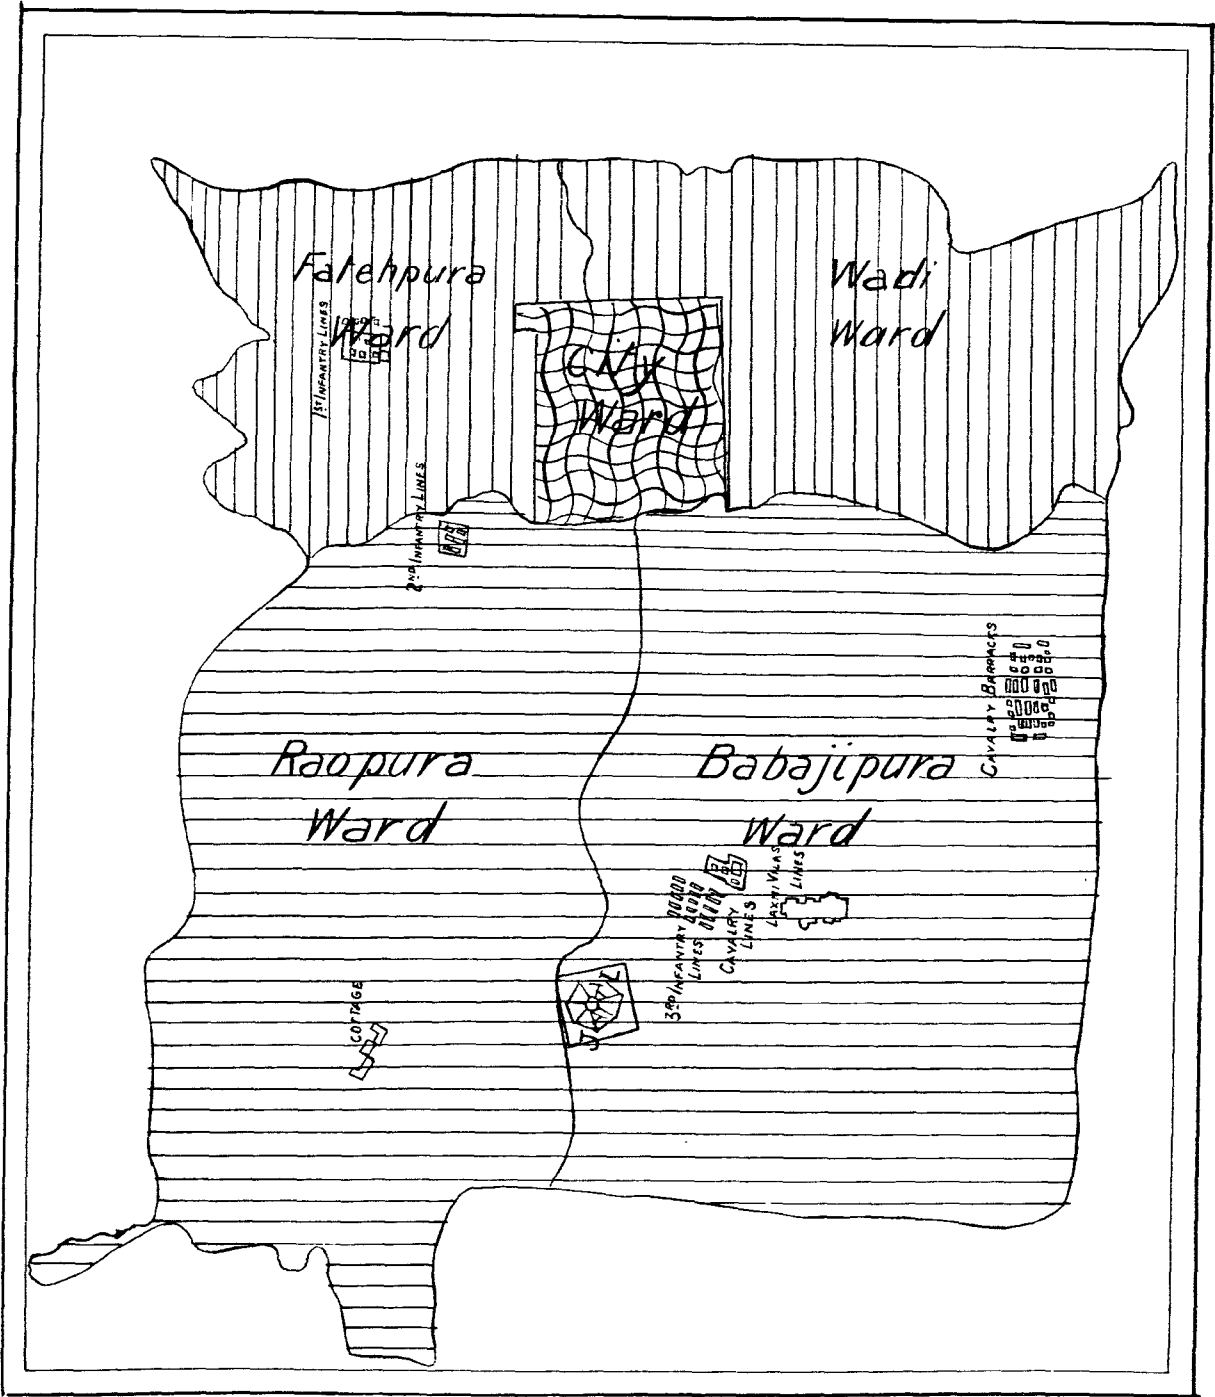 Fatehpura
Ward
1ST INFANTRY LINES
Wadi
Ward
City
Ward
2ND INFANTRY LINES
CAVALRY BARRACKS
Raopura
Ward
Babajipura
Ward
3RD INFANTRY
LINES
CAVALRY
LINES
LAXMI VILAS
LINES
COTTAGE